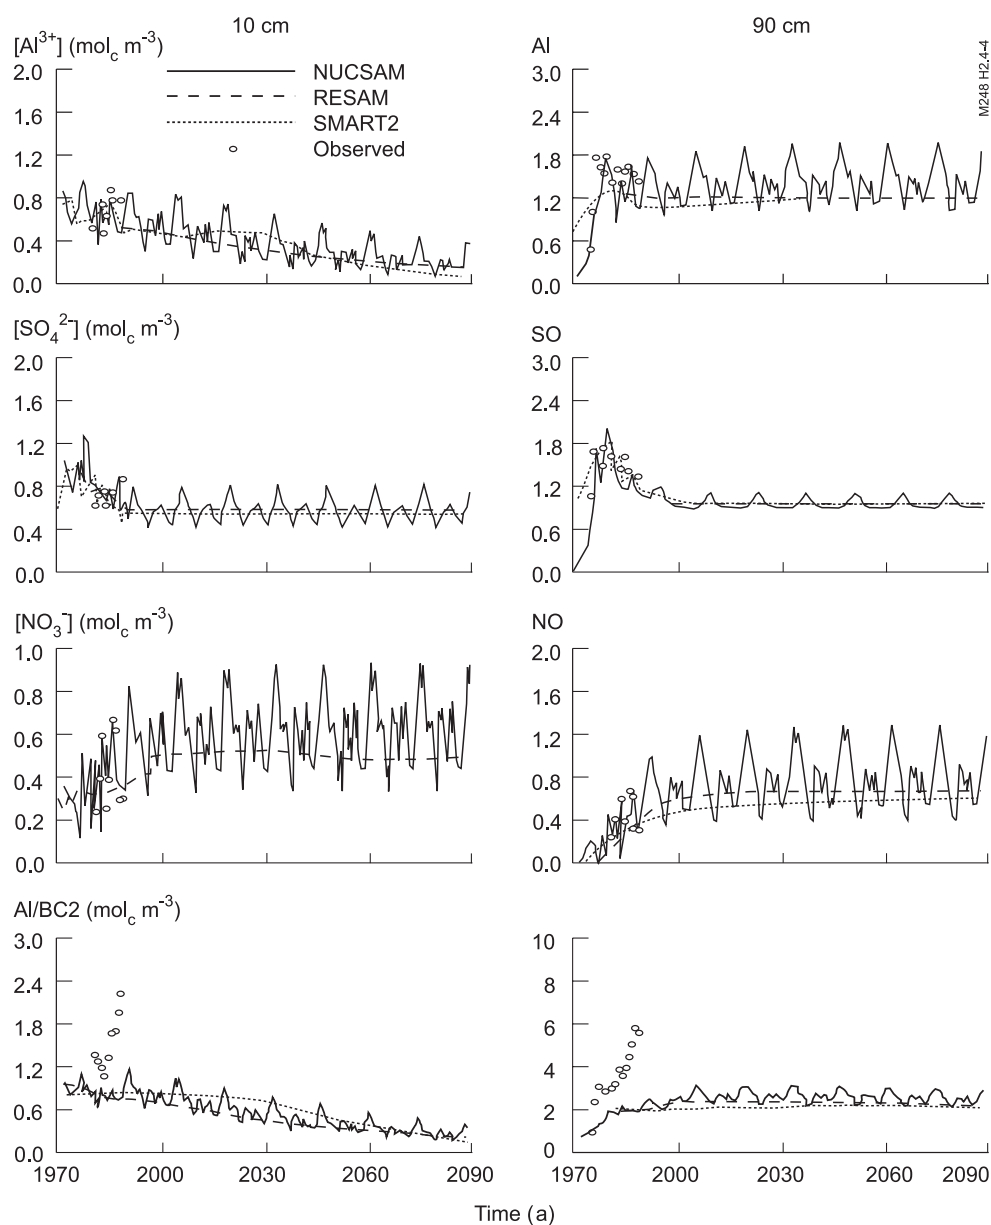 10 cm
90 cm
[Al³⁺] (mol_c m⁻³)
2.0
1.6
1.2
0.8
0.4
0.0
NUCSAM
RESAM
SMART2
Observed
Al
3.0
2.4
1.8
1.2
0.6
0.0
M248 H2.4-4
[SO₄²⁻] (mol_c m⁻³)
2.0
1.6
1.2
0.8
0.4
0.0
SO
3.0
2.4
1.8
1.2
0.6
0.0
[NO₃⁻] (mol_c m⁻³)
1.0
0.8
0.6
0.4
0.2
0.0
NO
2.0
1.6
1.2
0.8
0.4
0.0
Al/BC2 (mol_c m⁻³)
3.0
2.4
1.8
1.2
0.6
0.0
10
8
6
4
2
0
1970 2000 2030 2060 2090
1970 2000 2030 2060 2090
Time (a)